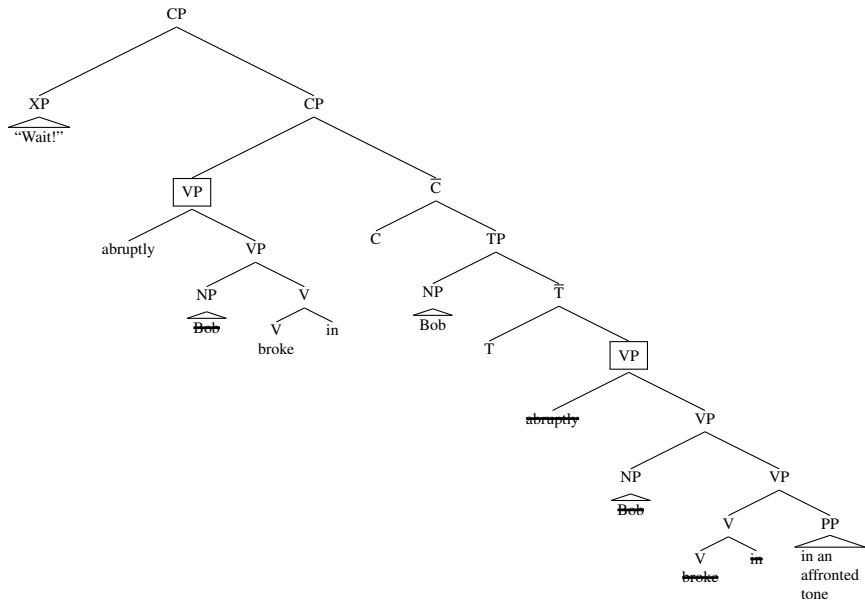 CP
XP CP
“Wait!”
VP C̅
abruptly VP C TP
NP V NP T̅
Bob V in Bob T VP
broke
abruptly VP
NP VP
Bob V PP
V in in an
broke affronted
tone